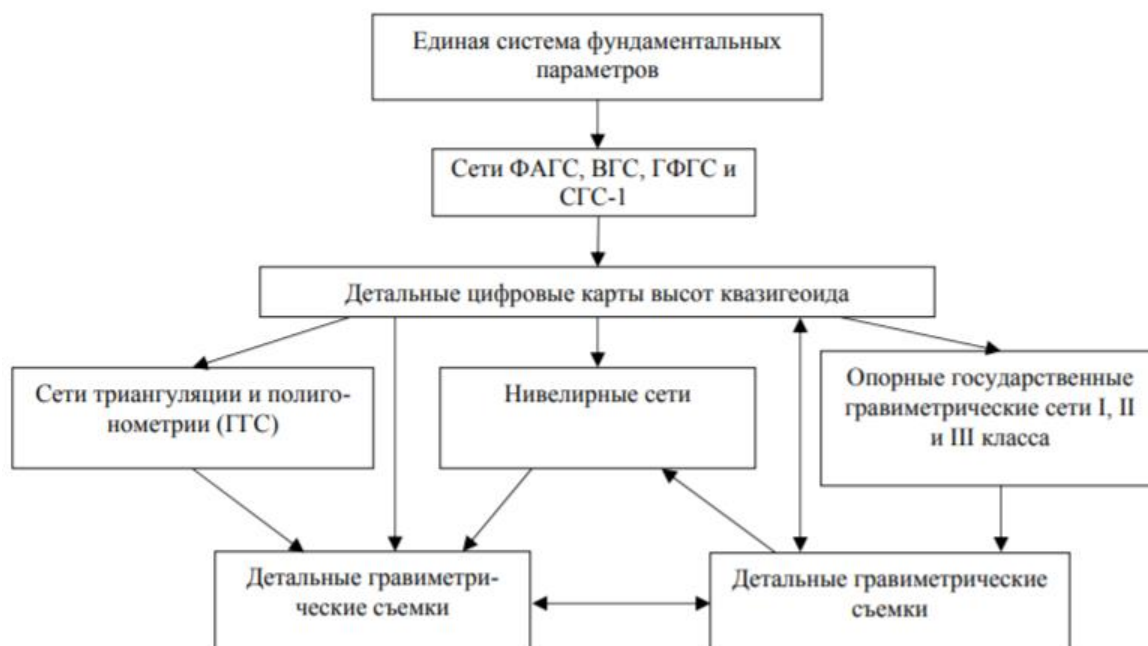 Единая система фундаментальных
параметров
Сети ФАГС, ВГС, ГФГС и
СГС-1
Детальные цифровые карты высот квазигеоида
Сети триангуляции и полиго-
нометрии (ГГС)
Нивелирные сети
Опорные государственные
гравиметрические сети I, II
и III класса
Детальные гравиметри-
ческие съемки
Детальные гравиметрические
съемки